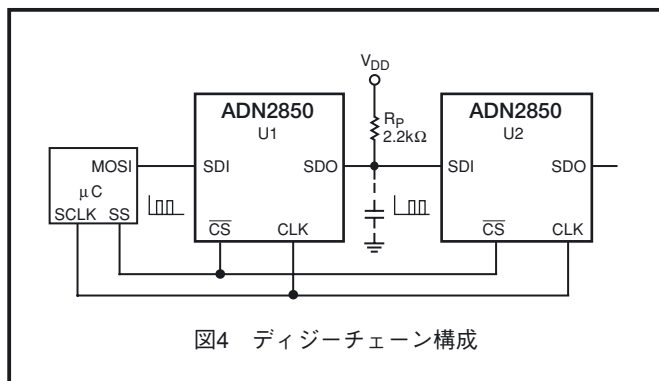 VDD
ADN2850
U1
RP
2.2kΩ
ADN2850
U2
MOSI
μC
SCLK SS
SDI
SDO
CS
CLK
SDI
SDO
CS
CLK
図4 ディジーチェーン構成